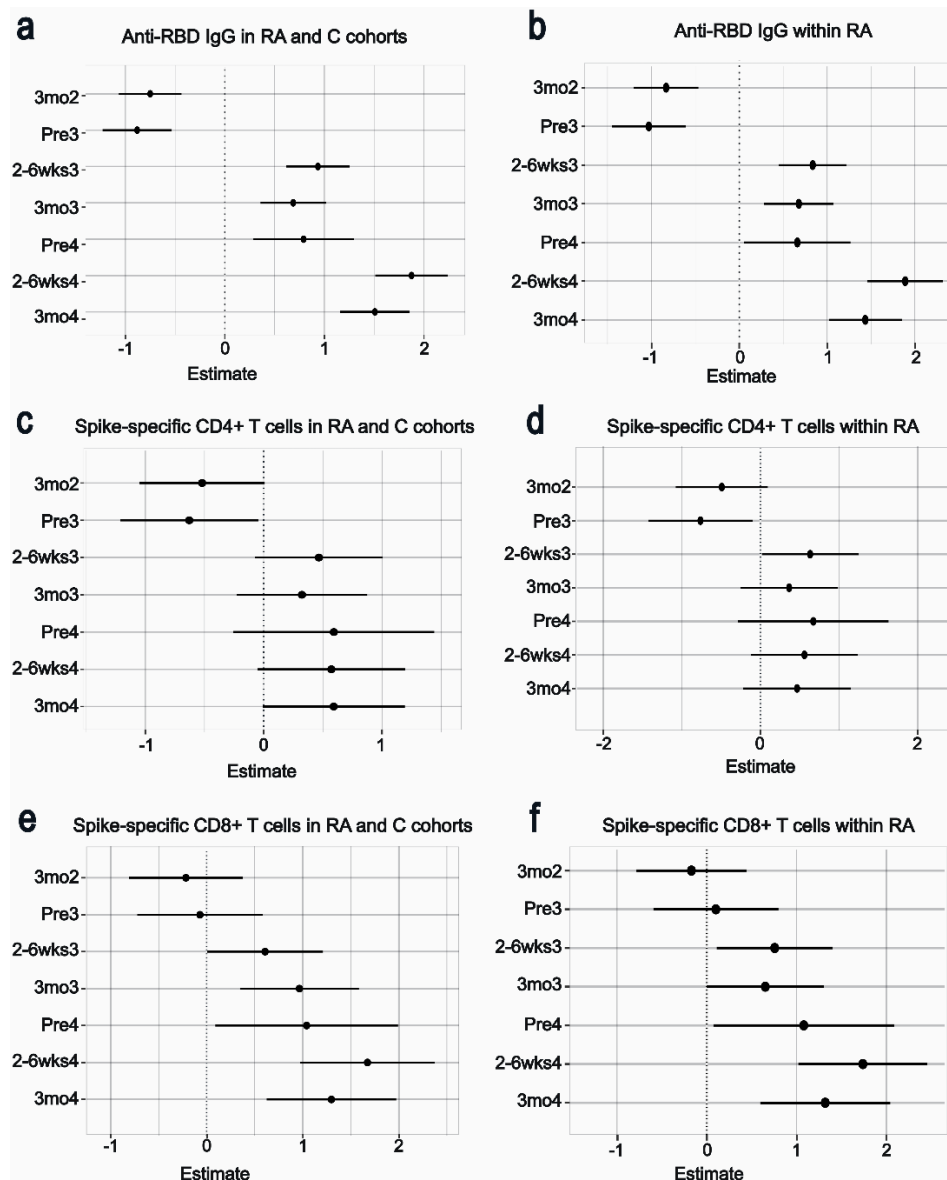 a
Anti-RBD IgG in RA and C cohorts
3mo2
Pre3
2-6wks3
3mo3
Pre4
2-6wks4
3mo4
-1 0 1 2
Estimate
b
Anti-RBD IgG within RA
3mo2
Pre3
2-6wks3
3mo3
Pre4
2-6wks4
3mo4
-1 0 1 2
Estimate
c
Spike-specific CD4+ T cells in RA and C cohorts
3mo2
Pre3
2-6wks3
3mo3
Pre4
2-6wks4
3mo4
-1 0 1
Estimate
d
Spike-specific CD4+ T cells within RA
3mo2
Pre3
2-6wks3
3mo3
Pre4
2-6wks4
3mo4
-2 0 2
Estimate
e
Spike-specific CD8+ T cells in RA and C cohorts
3mo2
Pre3
2-6wks3
3mo3
Pre4
2-6wks4
3mo4
-1 0 1 2
Estimate
f
Spike-specific CD8+ T cells within RA
3mo2
Pre3
2-6wks3
3mo3
Pre4
2-6wks4
3mo4
-1 0 1 2
Estimate